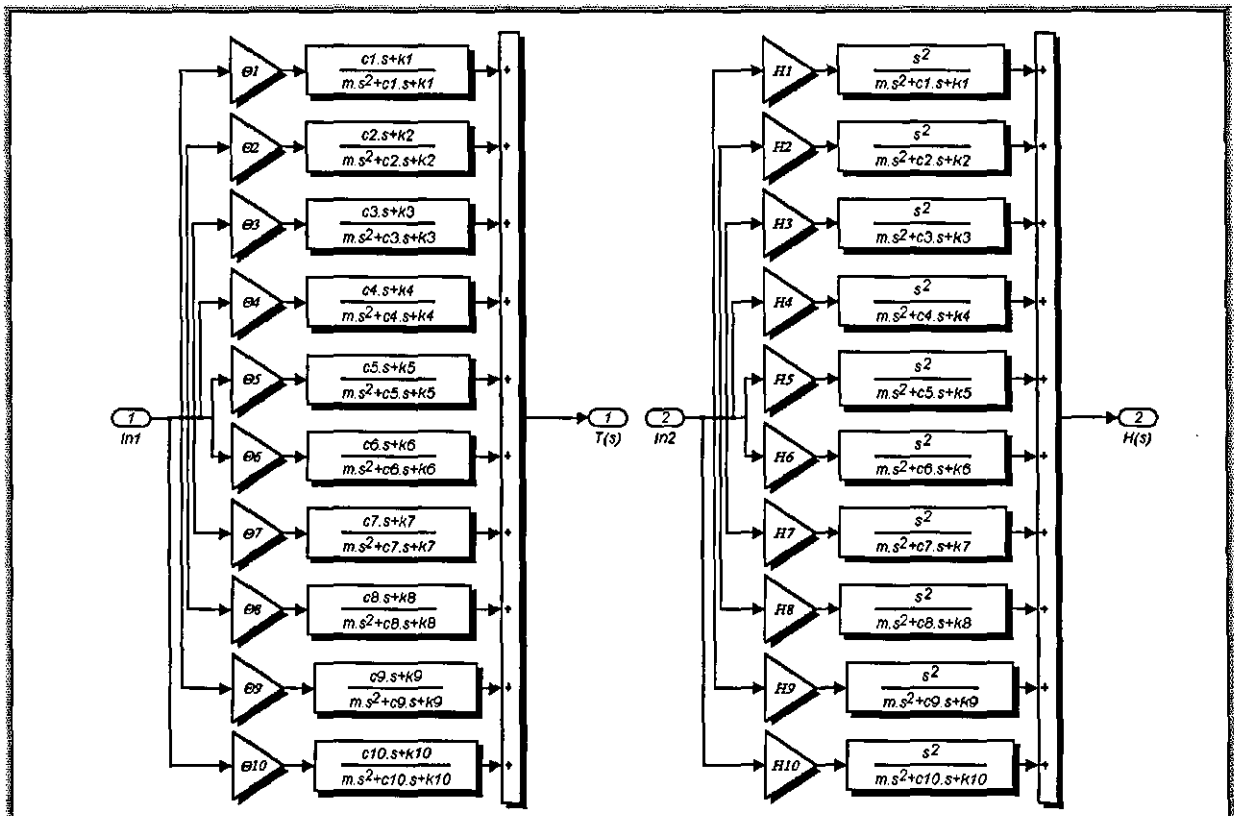 Θ1
c1.s+k1
m.s²+c1.s+k1
+
Θ2
c2.s+k2
m.s²+c2.s+k2
+
Θ3
c3.s+k3
m.s²+c3.s+k3
+
Θ4
c4.s+k4
m.s²+c4.s+k4
+
Θ5
c5.s+k5
m.s²+c5.s+k5
+
1
In1
Θ6
c6.s+k6
m.s²+c6.s+k6
+
1
T(s)
Θ7
c7.s+k7
m.s²+c7.s+k7
+
Θ8
c8.s+k8
m.s²+c8.s+k8
+
Θ9
c9.s+k9
m.s²+c9.s+k9
+
Θ10
c10.s+k10
m.s²+c10.s+k10
+
H1
s²
m.s²+c1.s+k1
+
H2
s²
m.s²+c2.s+k2
+
H3
s²
m.s²+c3.s+k3
+
H4
s²
m.s²+c4.s+k4
+
H5
s²
m.s²+c5.s+k5
+
2
In2
H6
s²
m.s²+c6.s+k6
+
2
H(s)
H7
s²
m.s²+c7.s+k7
+
H8
s²
m.s²+c8.s+k8
+
H9
s²
m.s²+c9.s+k9
+
H10
s²
m.s²+c10.s+k10
+